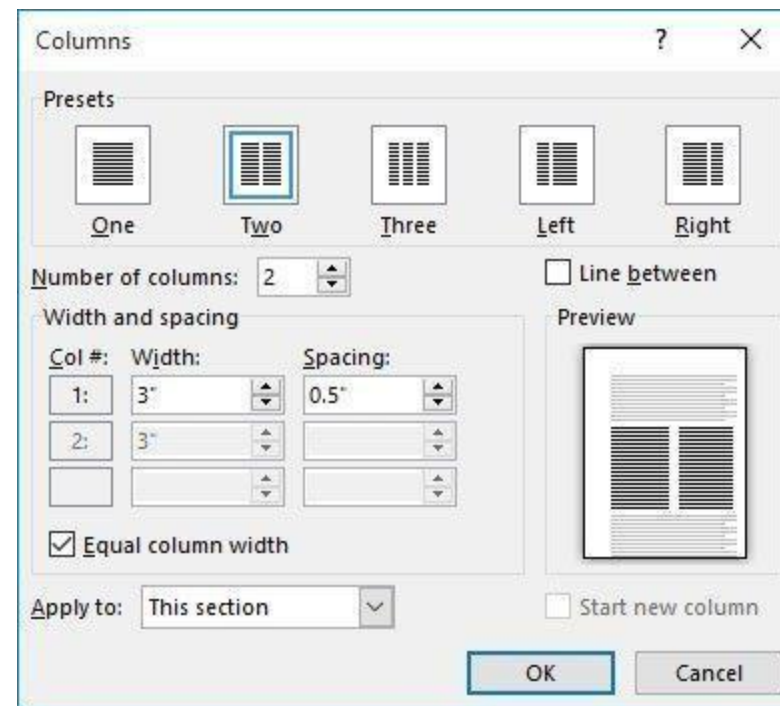 Columns ? ×
Presets
One Two Three Left Right
Number of columns: 2 Line between
Width and spacing Preview
Col #: Width: Spacing:
1: 3" 0.5"
2: 3"
Equal column width
Apply to: This section Start new column
OK Cancel